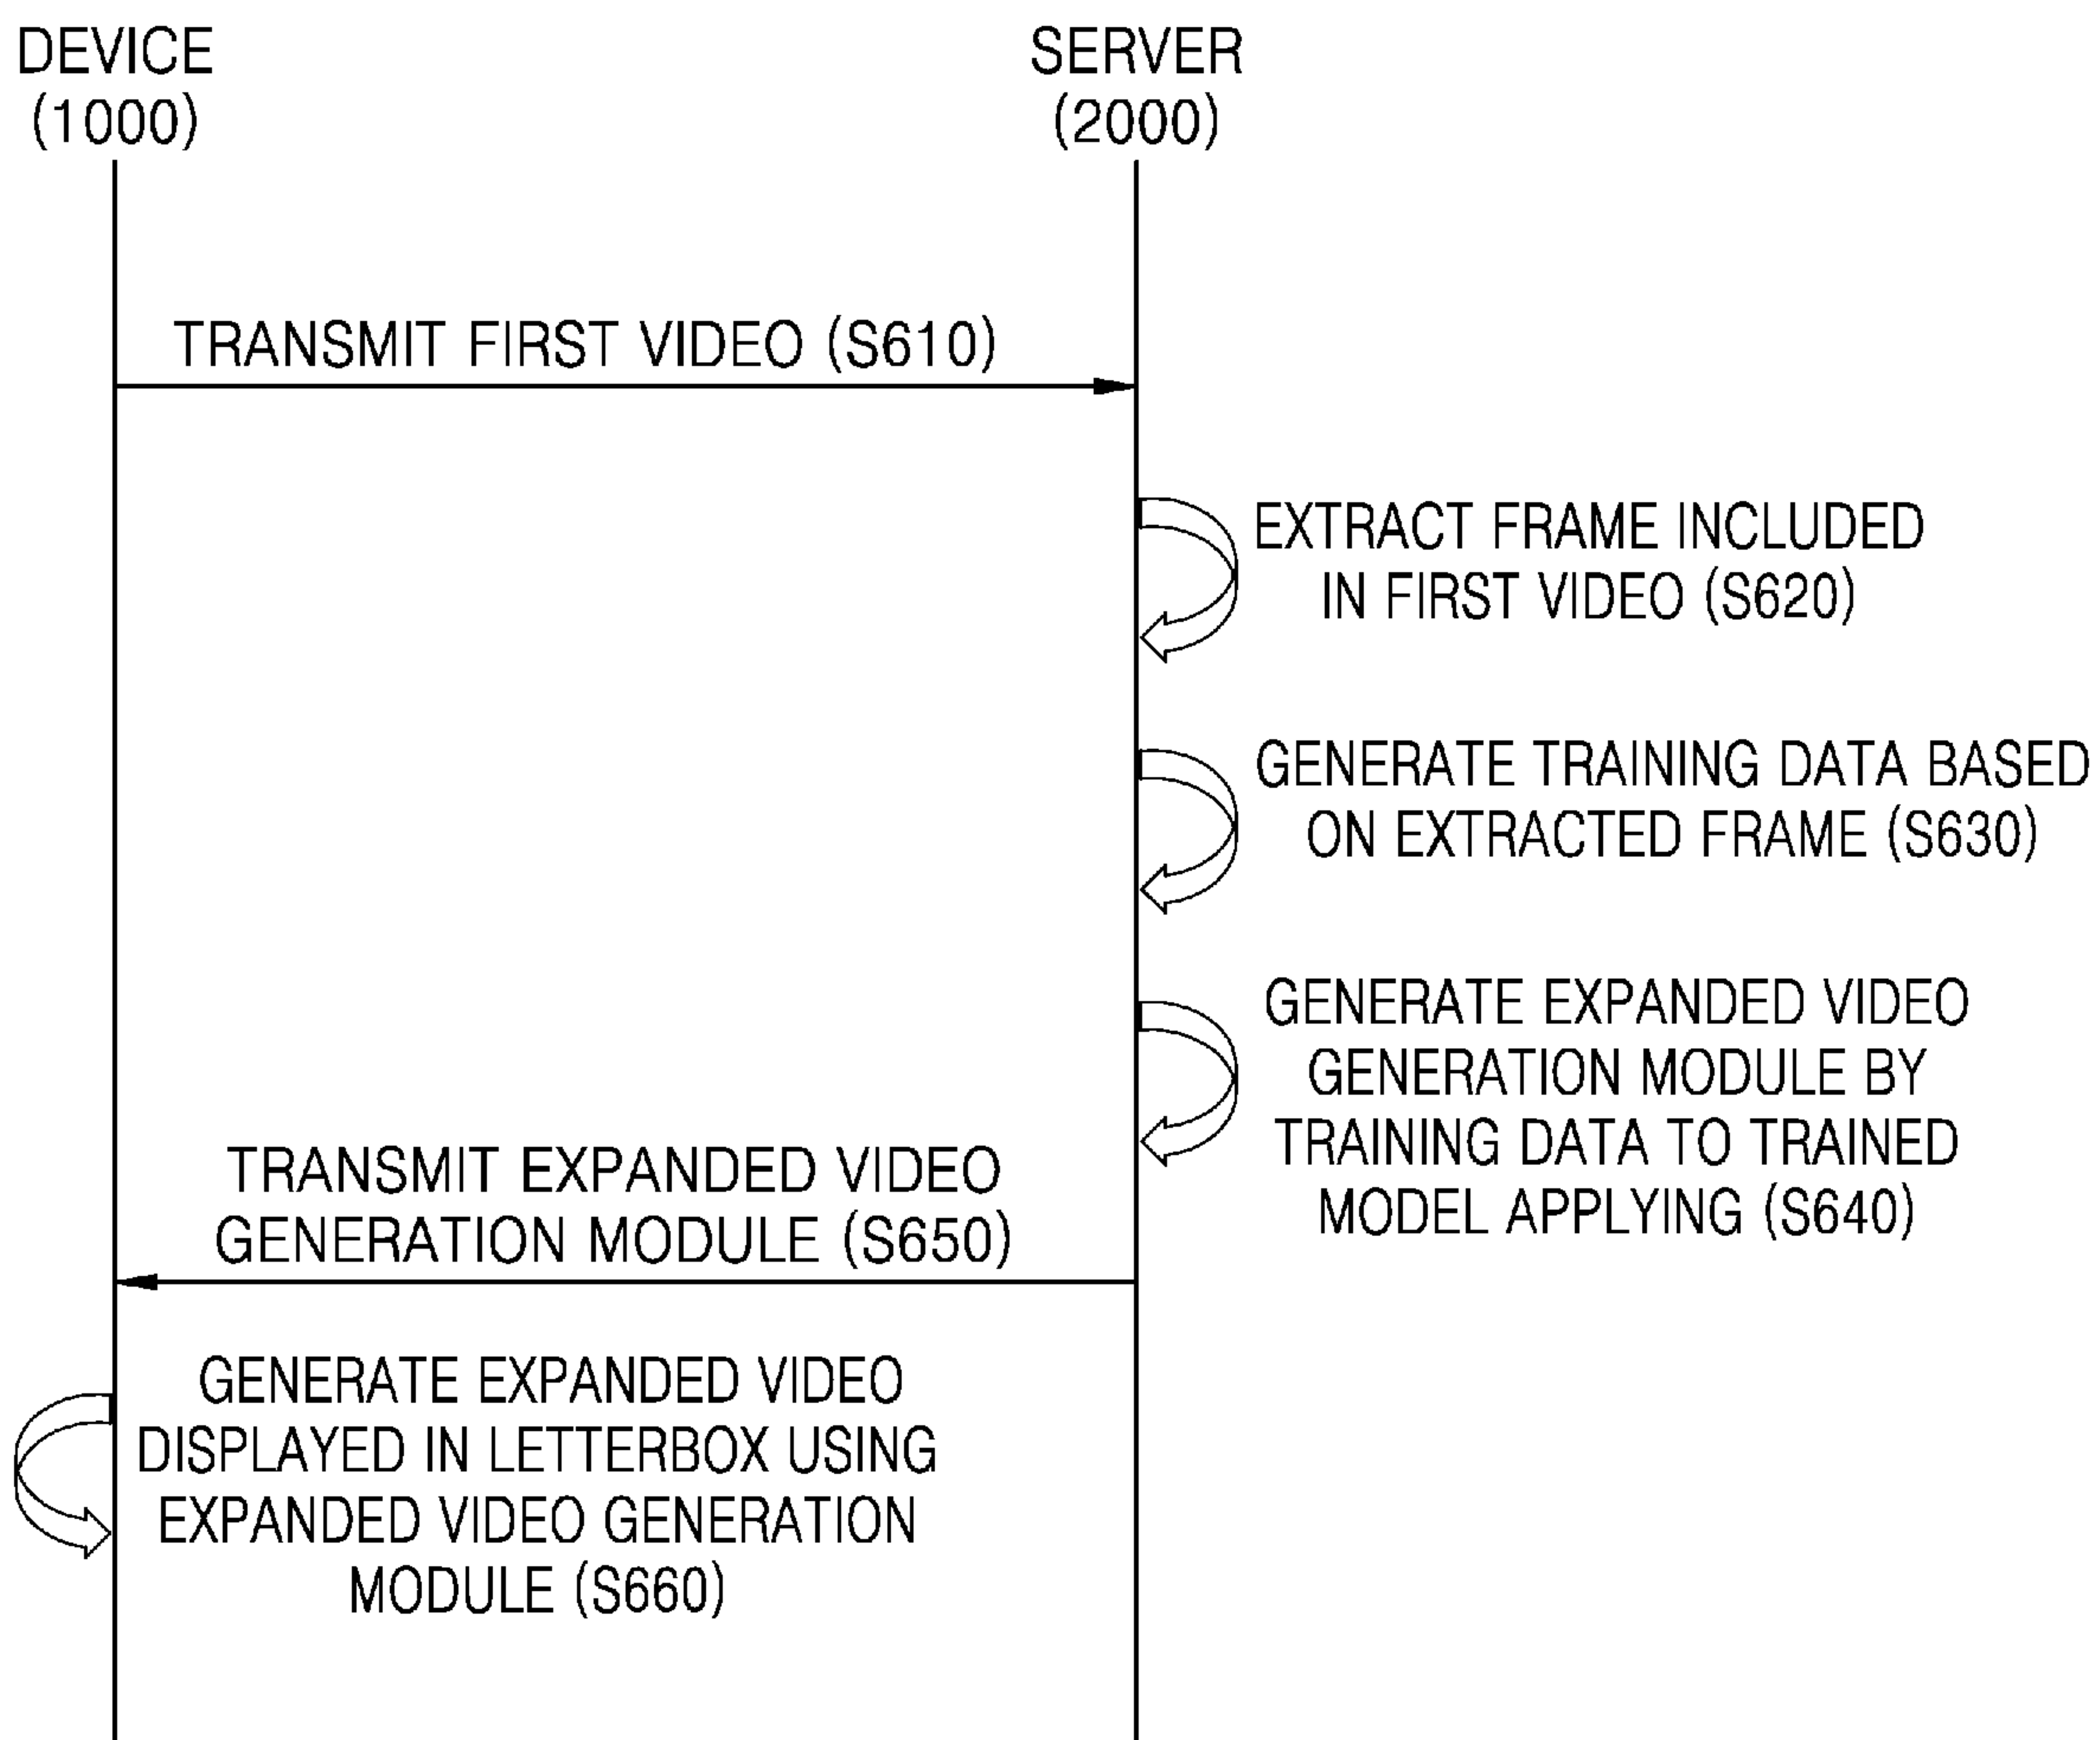 DEVICE
(1000)
SERVER
(2000)
TRANSMIT FIRST VIDEO (S610)
EXTRACT FRAME INCLUDED
IN FIRST VIDEO (S620)
GENERATE TRAINING DATA BASED
ON EXTRACTED FRAME (S630)
GENERATE EXPANDED VIDEO
GENERATION MODULE BY
TRAINING DATA TO TRAINED
MODEL APPLYING (S640)
TRANSMIT EXPANDED VIDEO
GENERATION MODULE (S650)
GENERATE EXPANDED VIDEO
DISPLAYED IN LETTERBOX USING
EXPANDED VIDEO GENERATION
MODULE (S660)